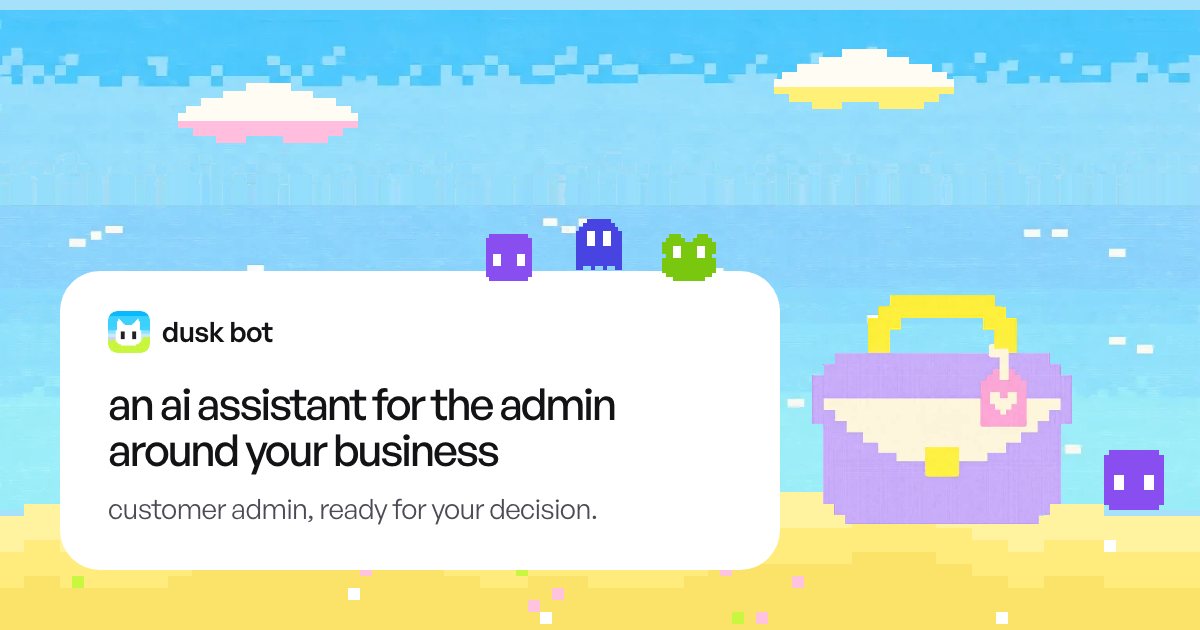 dusk bot
an ai assistant for the admin
around your business
customer admin, ready for your decision.